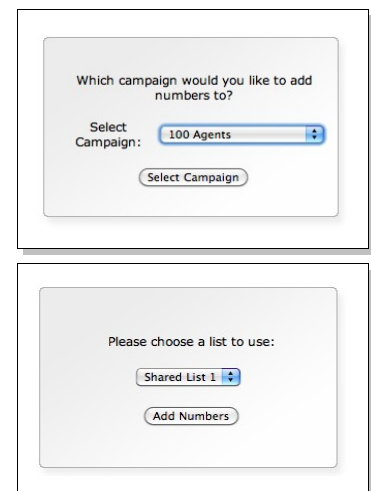 Which campaign would you like to add
numbers to?
Select
Campaign:
100 Agents
Select Campaign
Please choose a list to use:
Shared List 1
Add Numbers